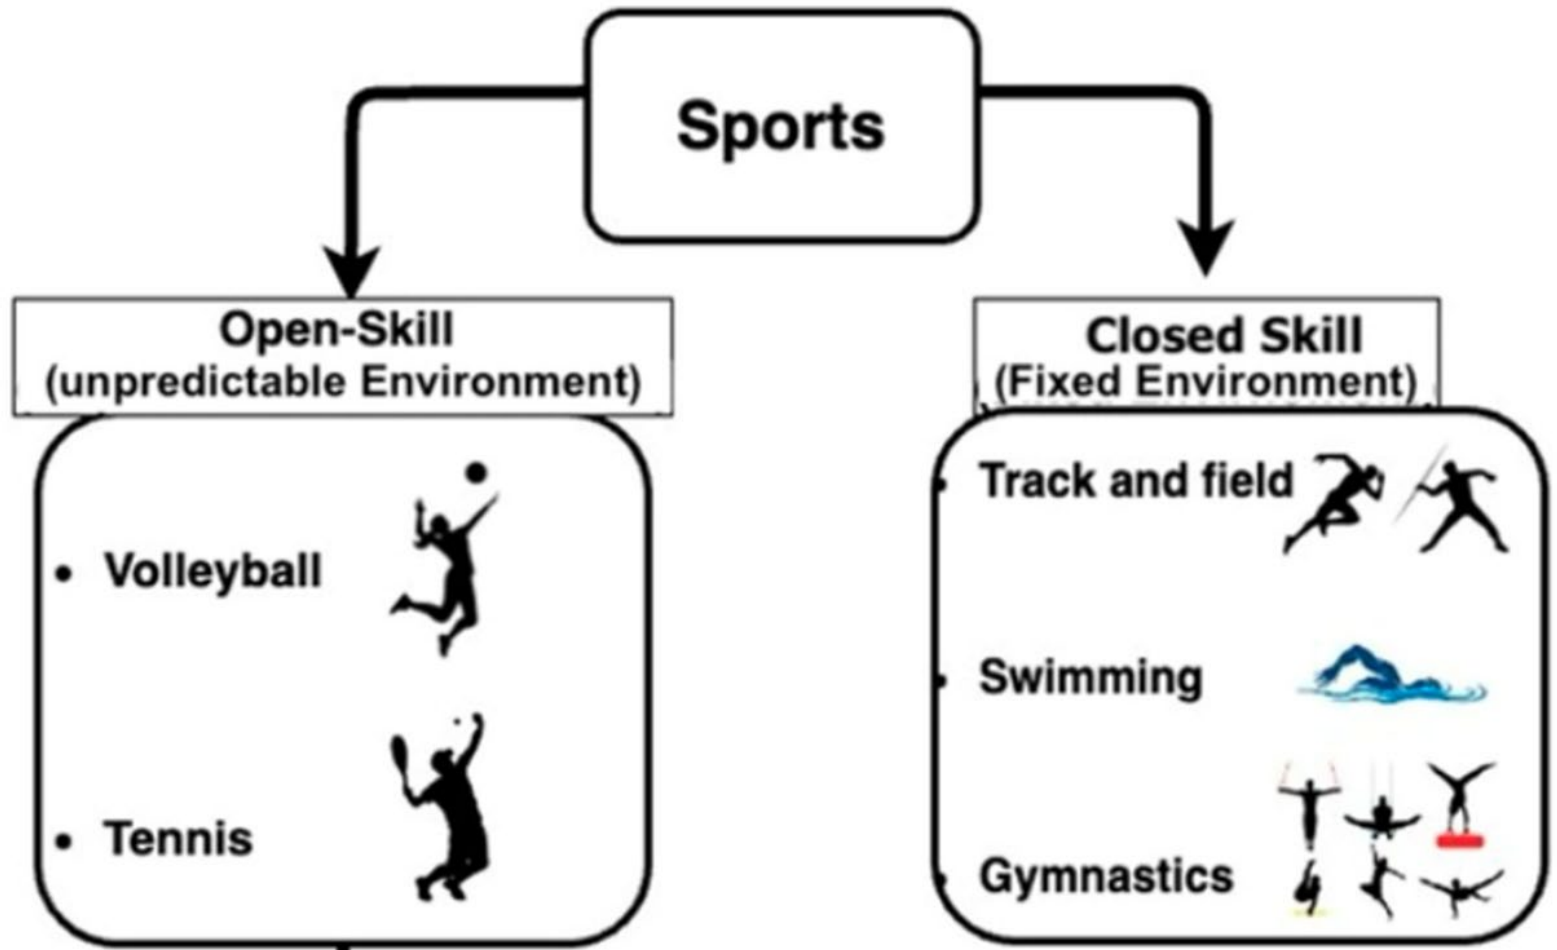 Sports
Open-Skill
(unpredictable Environment)
• Volleyball
• Tennis
Closed Skill
(Fixed Environment)
• Track and field
• Swimming
• Gymnastics